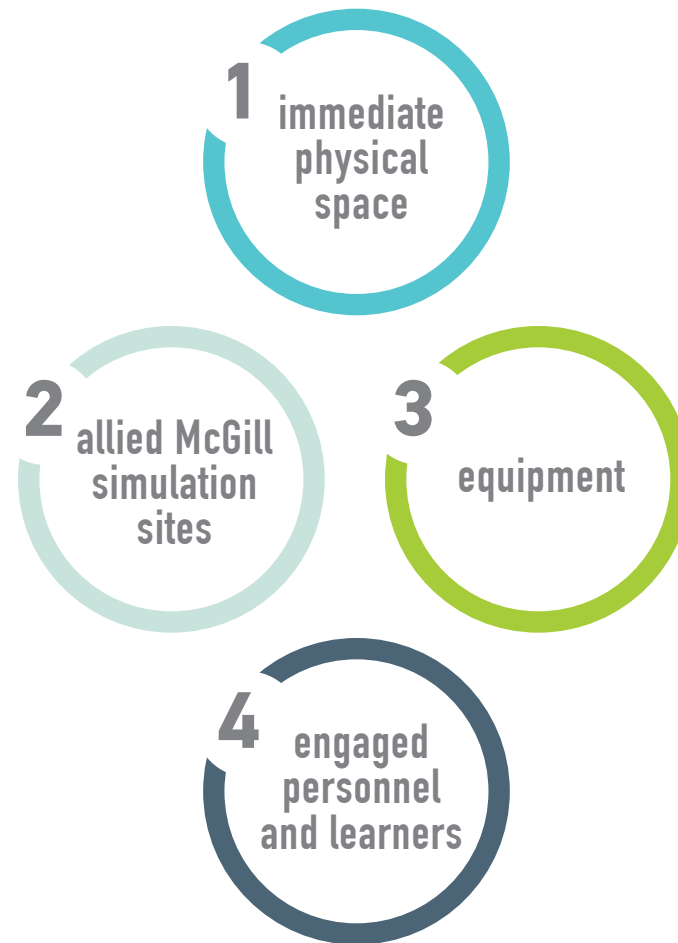 1
immediate
physical
space
2
allied McGill
simulation
sites
3
equipment
4
engaged
personnel
and learners